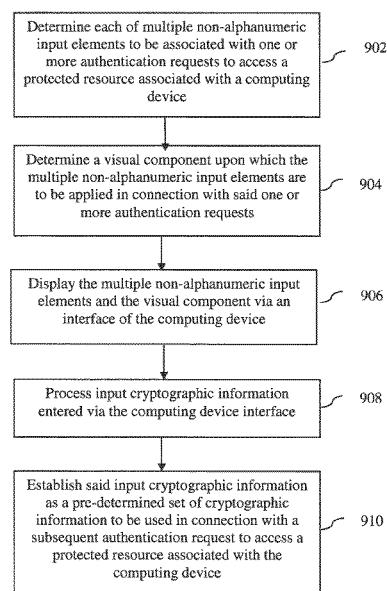 Determine each of multiple non-alphanumeric
input elements to be associated with one or
more authentication requests to access a
protected resource associated with a computing
device
902
Determine a visual component upon which the
multiple non-alphanumeric input elements are
to be applied in connection with said one or
more authentication requests
904
Display the multiple non-alphanumeric input
elements and the visual component via an
interface of the computing device
906
Process input cryptographic information
entered via the computing device interface
908
Establish said input cryptographic information
as a pre-determined set of cryptographic
information to be used in connection with a
subsequent authentication request to access a
protected resource associated with the
computing device
910